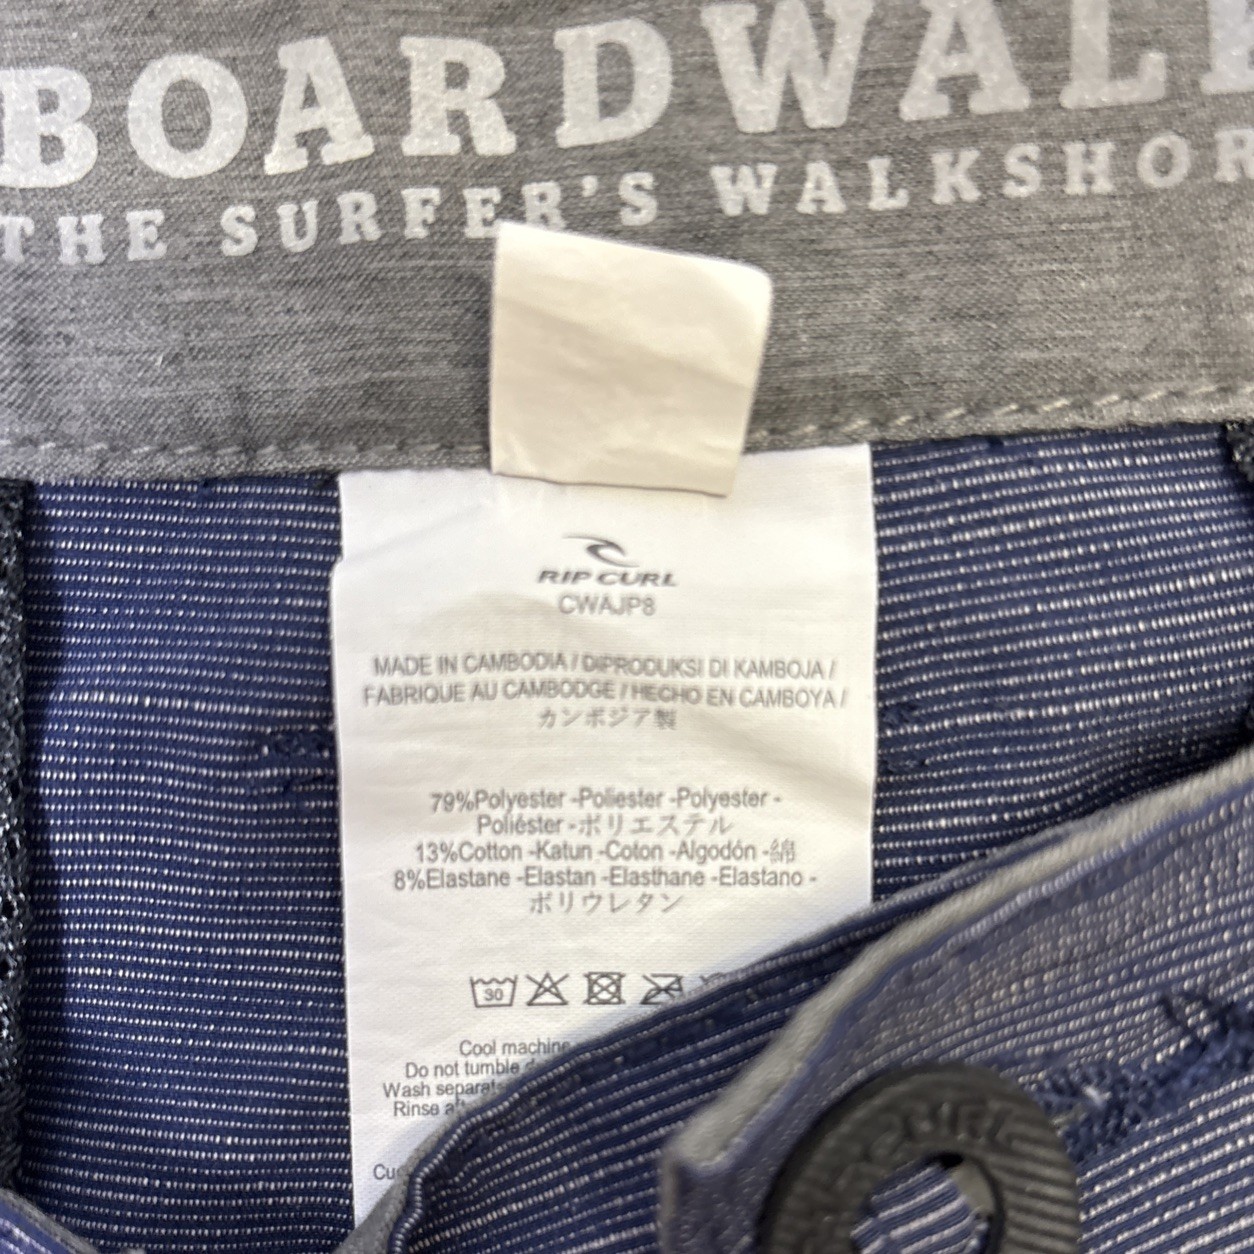 BOARDWAL
THE SURFER'S WALKSHOR
RIP CURL
CWAJP8
MADE IN CAMBODIA / DIPRODUKSI DI KAMBOJA /
FABRIQUE AU CAMBODGE / HECHO EN CAMBOYA /
カンボジア製
79%Polyester -Poliester -Polyester -
Poliéster -ポリエステル
13%Cotton -Katun -Coton -Algodón -綿
8%Elastane -Elastan -Elasthane -Elastano -
ポリウレタン
30
Cool machine
Do not tumble
Wash separat
Rinse
CURL